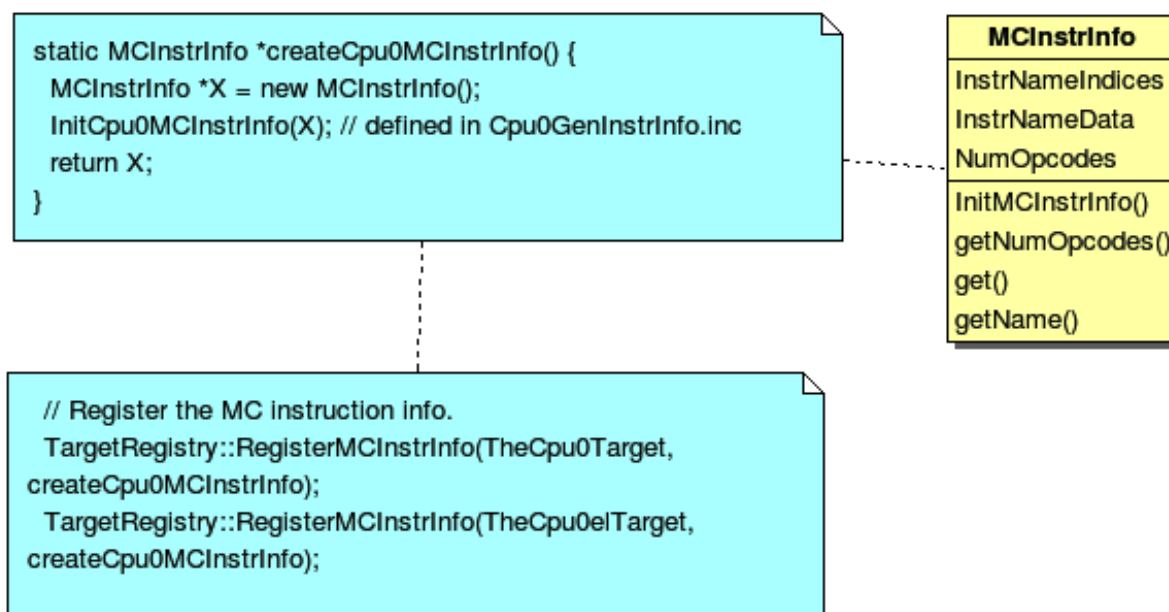 static MCInstrInfo *createCpu0MCInstrInfo() {
MCInstrInfo *X = new MCInstrInfo();
InitCpu0MCInstrInfo(X); // defined in Cpu0GenInstrInfo.inc
return X;
}
MCInstrInfo
InstrNameIndices
InstrNameData
NumOpcodes
InitMCInstrInfo()
getNumOpcodes()
get()
getName()
// Register the MC instruction info.
TargetRegistry::RegisterMCInstrInfo(TheCpu0Target,
createCpu0MCInstrInfo);
TargetRegistry::RegisterMCInstrInfo(TheCpu0elTarget,
createCpu0MCInstrInfo);